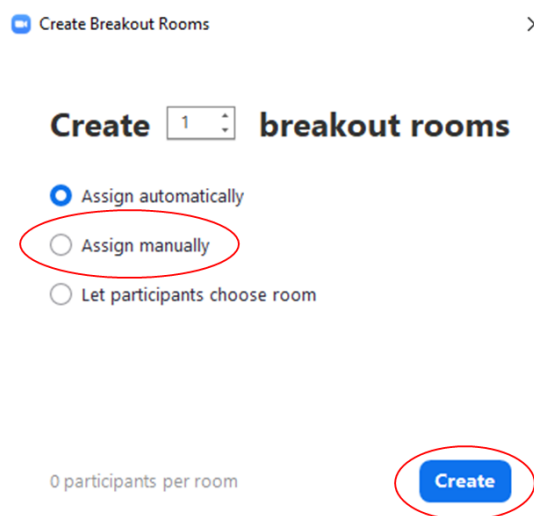 Create Breakout Rooms
Create 1 breakout rooms
Assign automatically
Assign manually
Let participants choose room
0 participants per room
Create